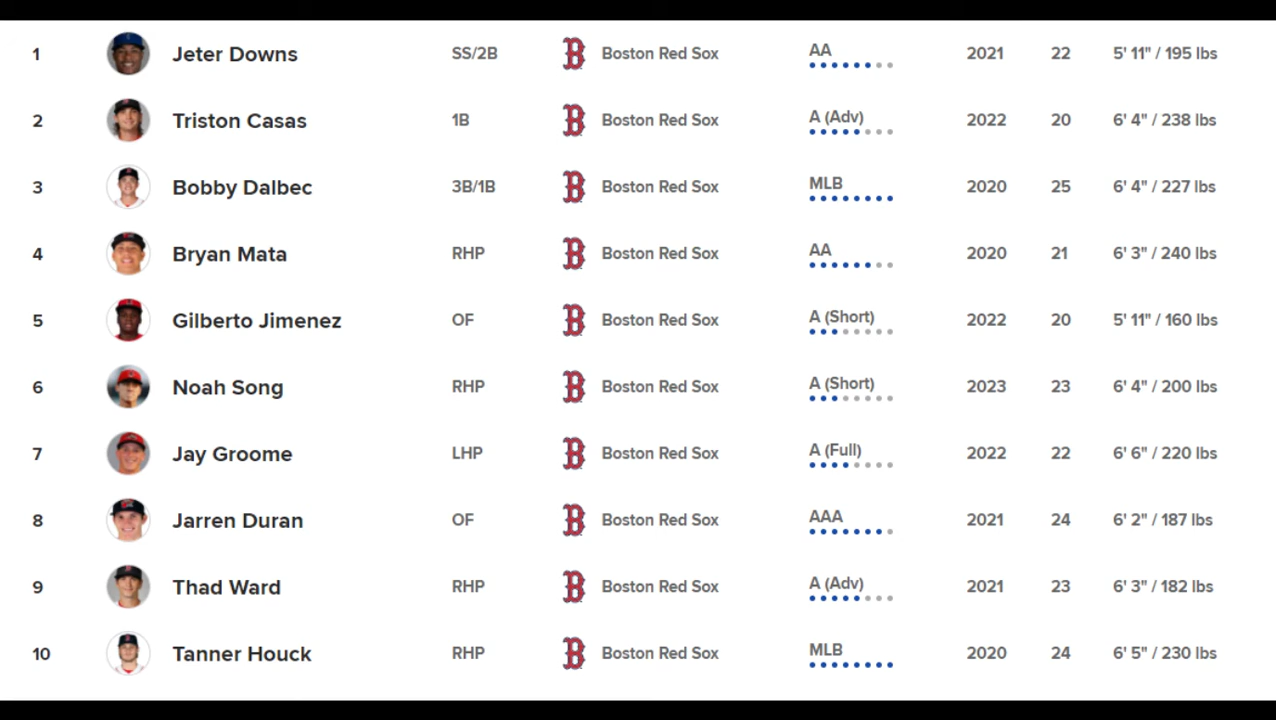 1 Jeter Downs SS/2B B Boston Red Sox AA 2021 22 5' 11" / 195 lbs
2 Triston Casas 1B B Boston Red Sox A (Adv) 2022 20 6' 4" / 238 lbs
3 Bobby Dalbec 3B/1B B Boston Red Sox MLB 2020 25 6' 4" / 227 lbs
4 Bryan Mata RHP B Boston Red Sox AA 2020 21 6' 3" / 240 lbs
5 Gilberto Jimenez OF B Boston Red Sox A (Short) 2022 20 5' 11" / 160 lbs
6 Noah Song RHP B Boston Red Sox A (Short) 2023 23 6' 4" / 200 lbs
7 Jay Groome LHP B Boston Red Sox A (Full) 2022 22 6' 6" / 220 lbs
8 Jarren Duran OF B Boston Red Sox AAA 2021 24 6' 2" / 187 lbs
9 Thad Ward RHP B Boston Red Sox A (Adv) 2021 23 6' 3" / 182 lbs
10 Tanner Houck RHP B Boston Red Sox MLB 2020 24 6' 5" / 230 lbs